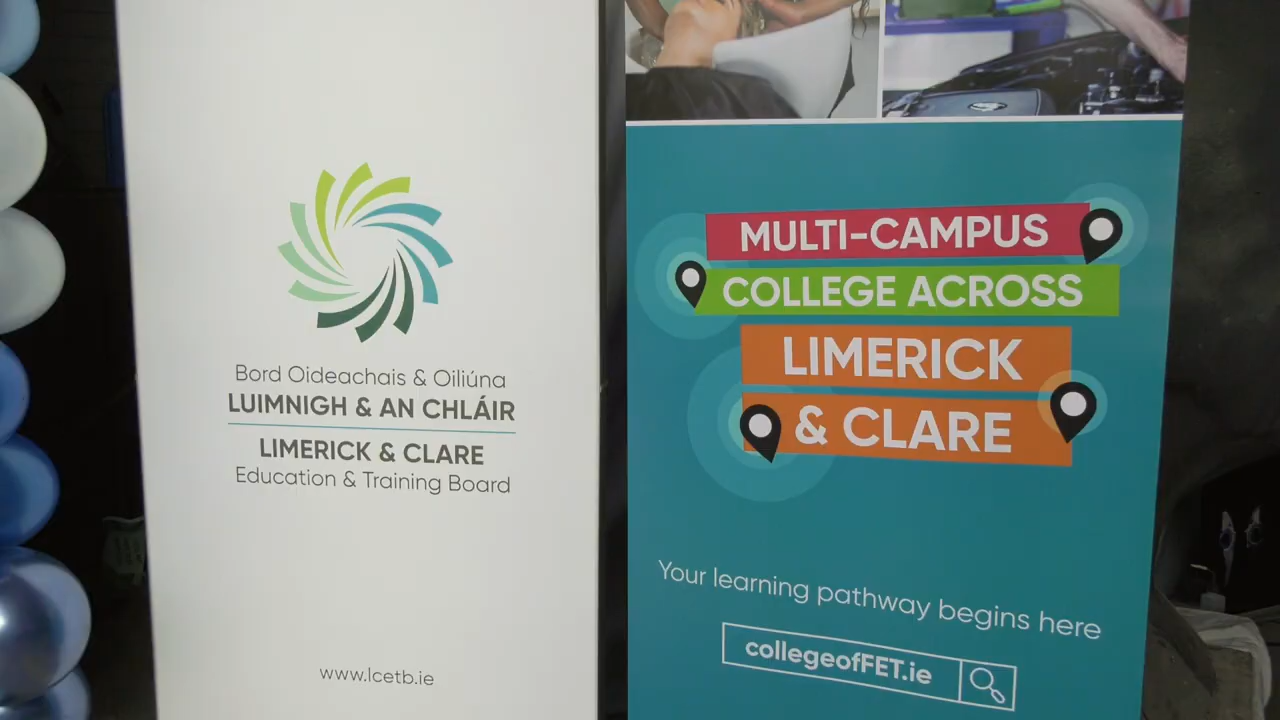 Bord Oideachais & Oiliúna
LUIMNIGH & AN CHLÁIR
LIMERICK & CLARE
Education & Training Board
www.lcetb.ie
MULTI-CAMPUS
COLLEGE ACROSS
LIMERICK
& CLARE
Your learning pathway begins here
collegeofFET.ie